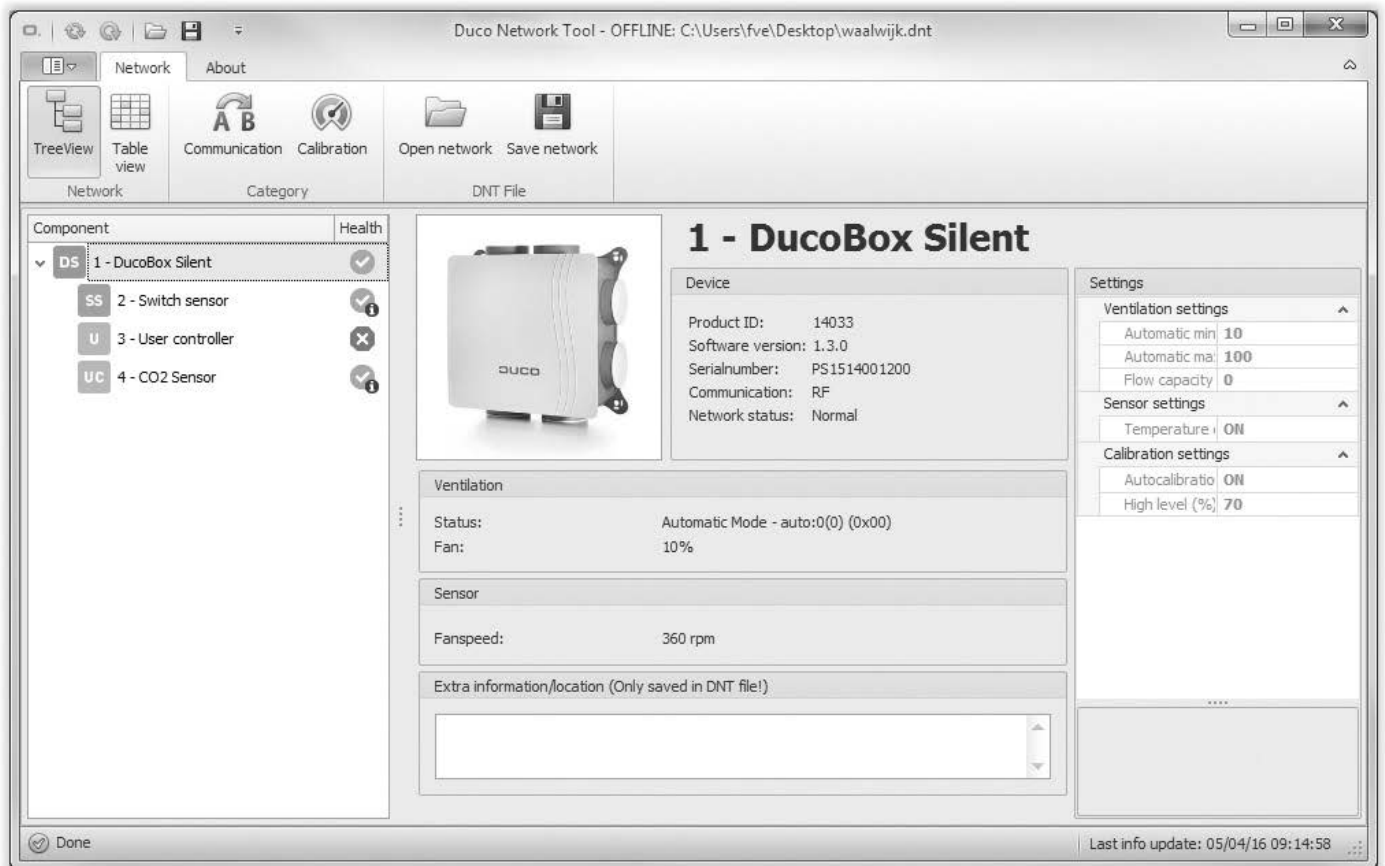 Duco Network Tool - OFFLINE: C:\Users\fve\Desktop\waalwijk.dnt
Network About
TreeView
Table view
A B
Communication
Calibration
Open network
Save network
Network
Category
DNT File
Component Health
DS 1 - DucoBox Silent
SS 2 - Switch sensor
U 3 - User controller
UC 4 - CO2 Sensor
DUCO
1 - DucoBox Silent
Device
Product ID: 14033
Software version: 1.3.0
Serialnumber: PS1514001200
Communication: RF
Network status: Normal
Ventilation
Status: Automatic Mode - auto:0(0) (0x00)
Fan: 10%
Sensor
Fanspeed: 360 rpm
Extra information/location (Only saved in DNT file!)
Settings
Ventilation settings
Automatic min 10
Automatic ma: 100
Flow capacity 0
Sensor settings
Temperature ON
Calibration settings
Autocalibratio ON
High level (%) 70
Done
Last info update: 05/04/16 09:14:58